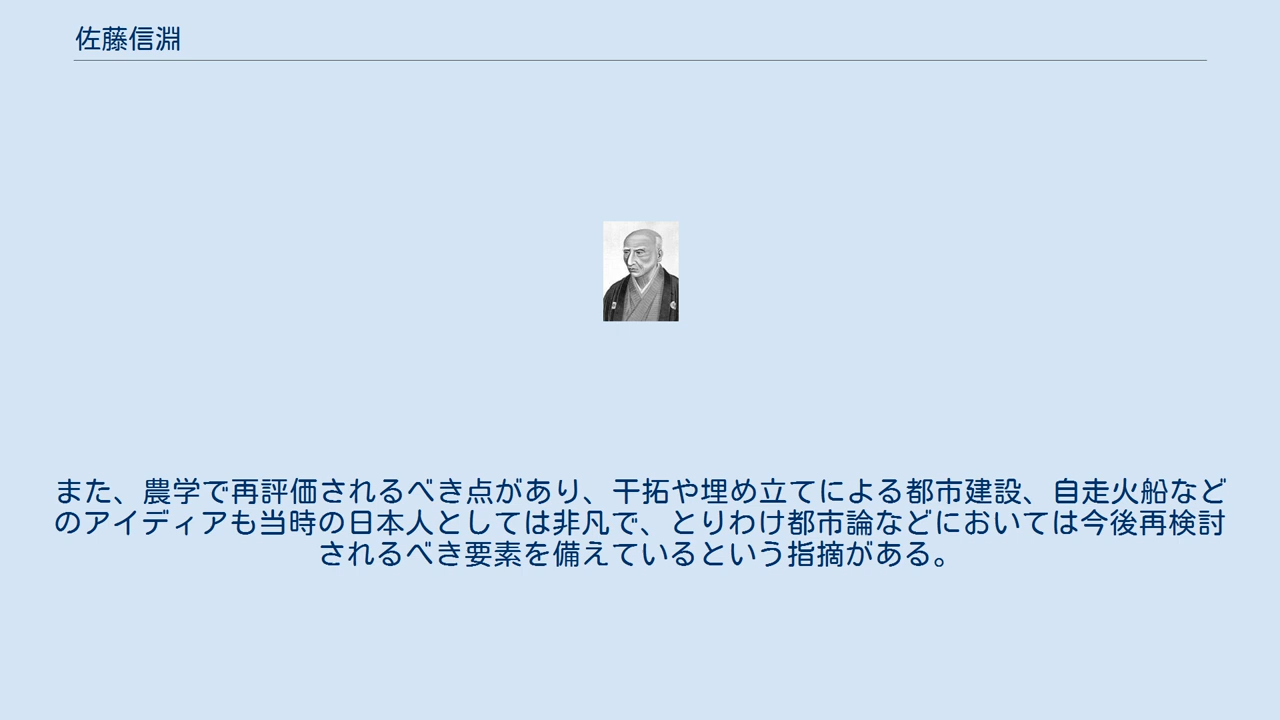 佐藤信淵
また、農学で再評価されるべき点があり、干拓や埋め立てによる都市建設、自走火船など
のアイディアも当時の日本人としては非凡で、とりわけ都市論などにおいては今後再検討
されるべき要素を備えているという指摘がある。